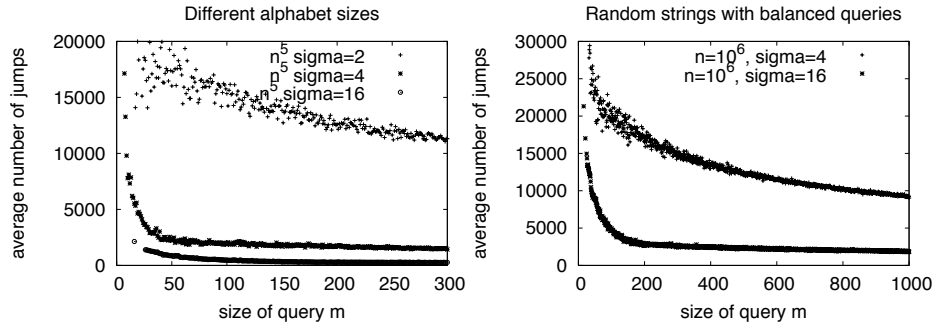 Different alphabet sizes
average number of jumps
20000
15000
10000
5000
0
n^5 sigma=2
n^5 sigma=4
n^5 sigma=16
0 50 100 150 200 250 300
size of query m
Random strings with balanced queries
average number of jumps
30000
25000
20000
15000
10000
5000
0
n=10^6, sigma=4
n=10^6, sigma=16
0 200 400 600 800 1000
size of query m